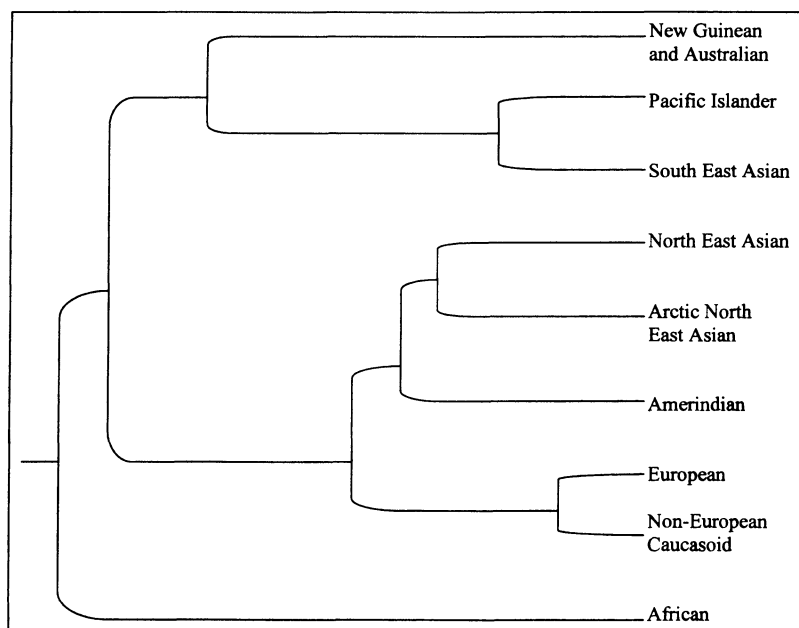 New Guinean
and Australian
Pacific Islander
South East Asian
North East Asian
Arctic North
East Asian
Amerindian
European
Non-European
Caucasoid
African